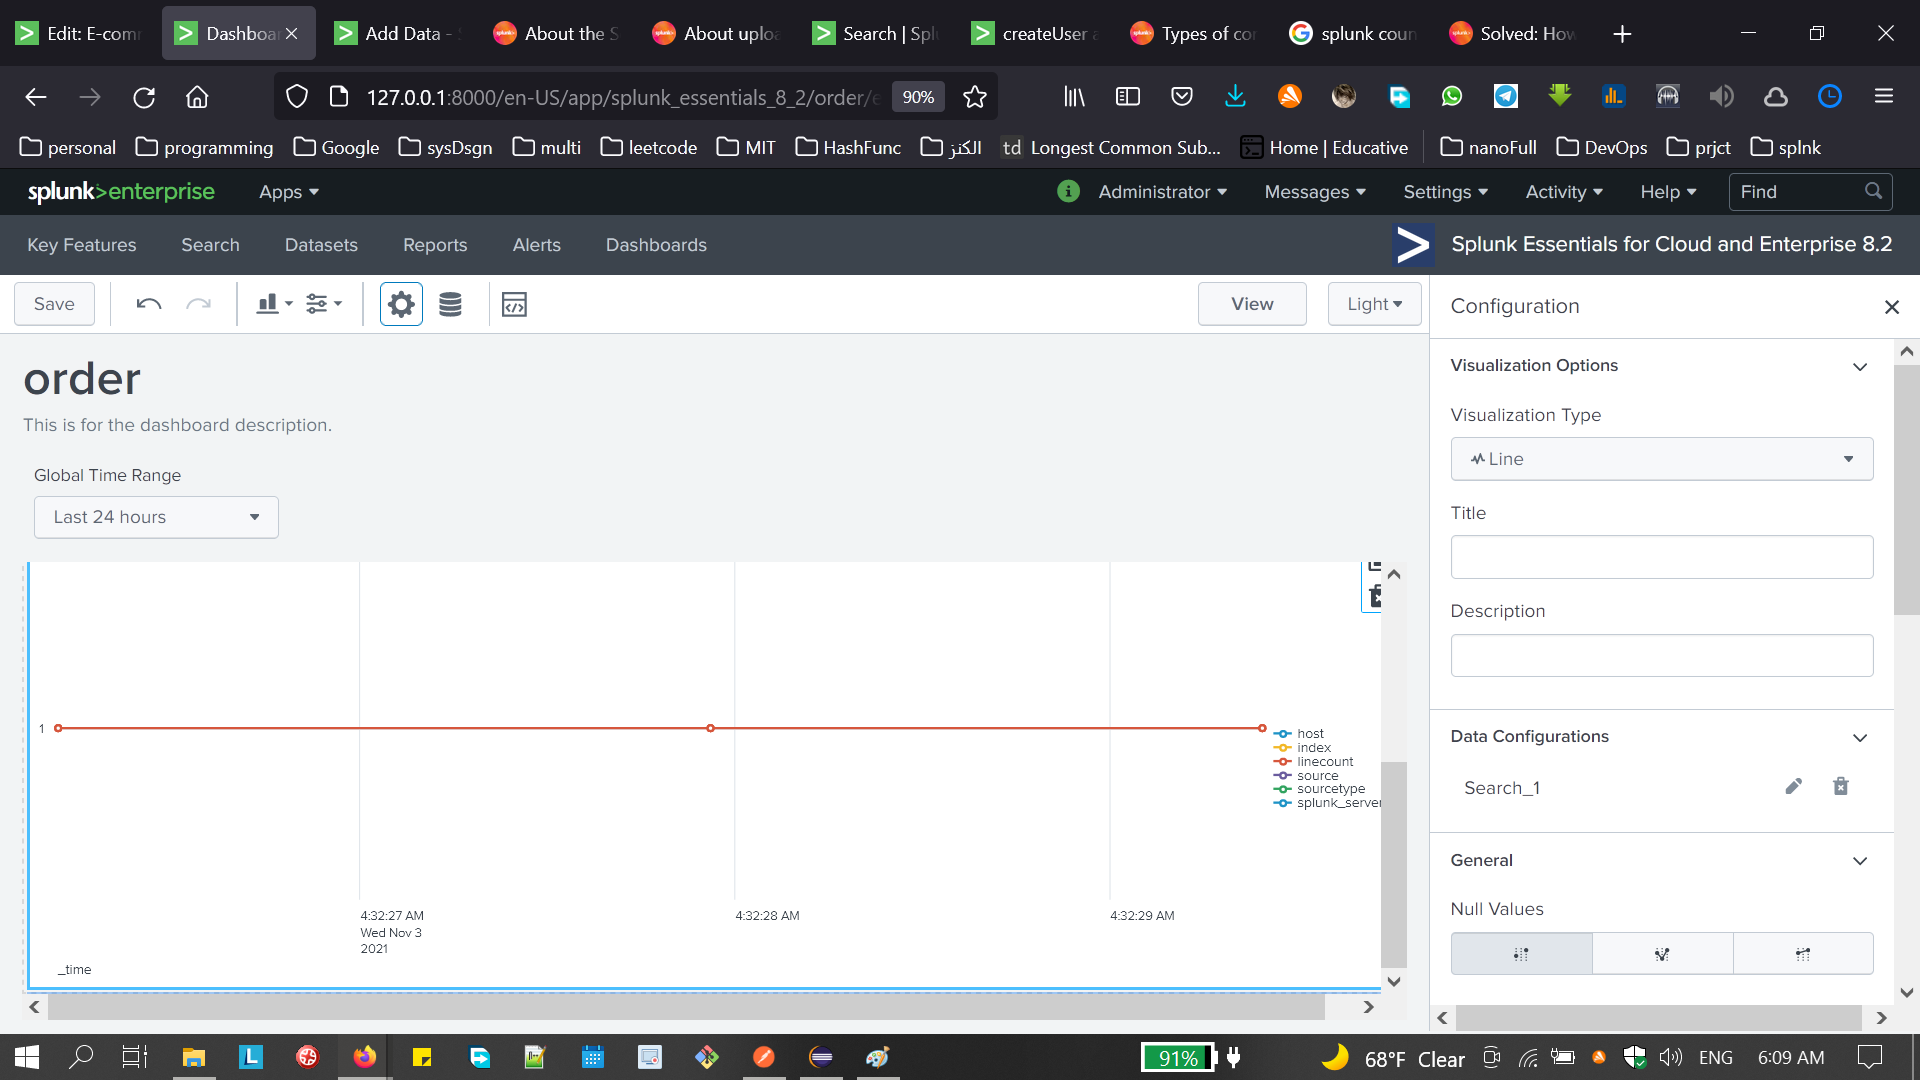 Edit: E-com
Dashboa
Add Data -
About the S
About uplo
Search | Spl
createUser a
Types of cor
splunk coun
Solved: How
127.0.0.1:8000/en-US/app/splunk_essentials_8_2/order/e
90%
personal
programming
Google
sysDsgn
multi
leetcode
MIT
HashFunc
الكنز
td Longest Common Sub...
Home | Educative
nanoFull
DevOps
prjct
splnk
splunk>enterprise
Apps
Administrator
Messages
Settings
Activity
Help
Find
Key Features
Search
Datasets
Reports
Alerts
Dashboards
Splunk Essentials for Cloud and Enterprise 8.2
Save
View
Light
Configuration
order
This is for the dashboard description.
Global Time Range
Last 24 hours
Visualization Options
Visualization Type
Line
Title
Description
1
host
index
linecount
source
sourcetype
splunk_server
4:32:27 AM
Wed Nov 3
2021
4:32:28 AM
4:32:29 AM
_time
Data Configurations
Search_1
General
Null Values
91%
68°F Clear
ENG
6:09 AM